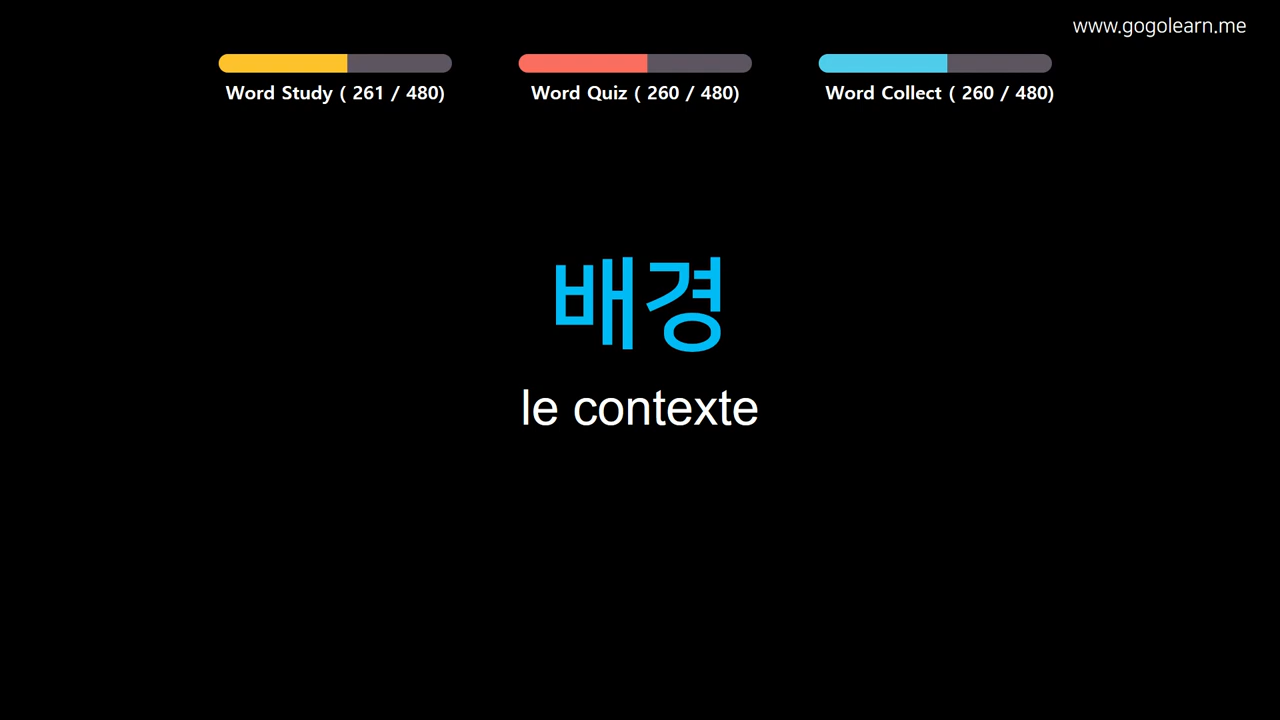 www.gogolearn.me
Word Study ( 261 / 480)
Word Quiz ( 260 / 480)
Word Collect ( 260 / 480)
배경
le contexte